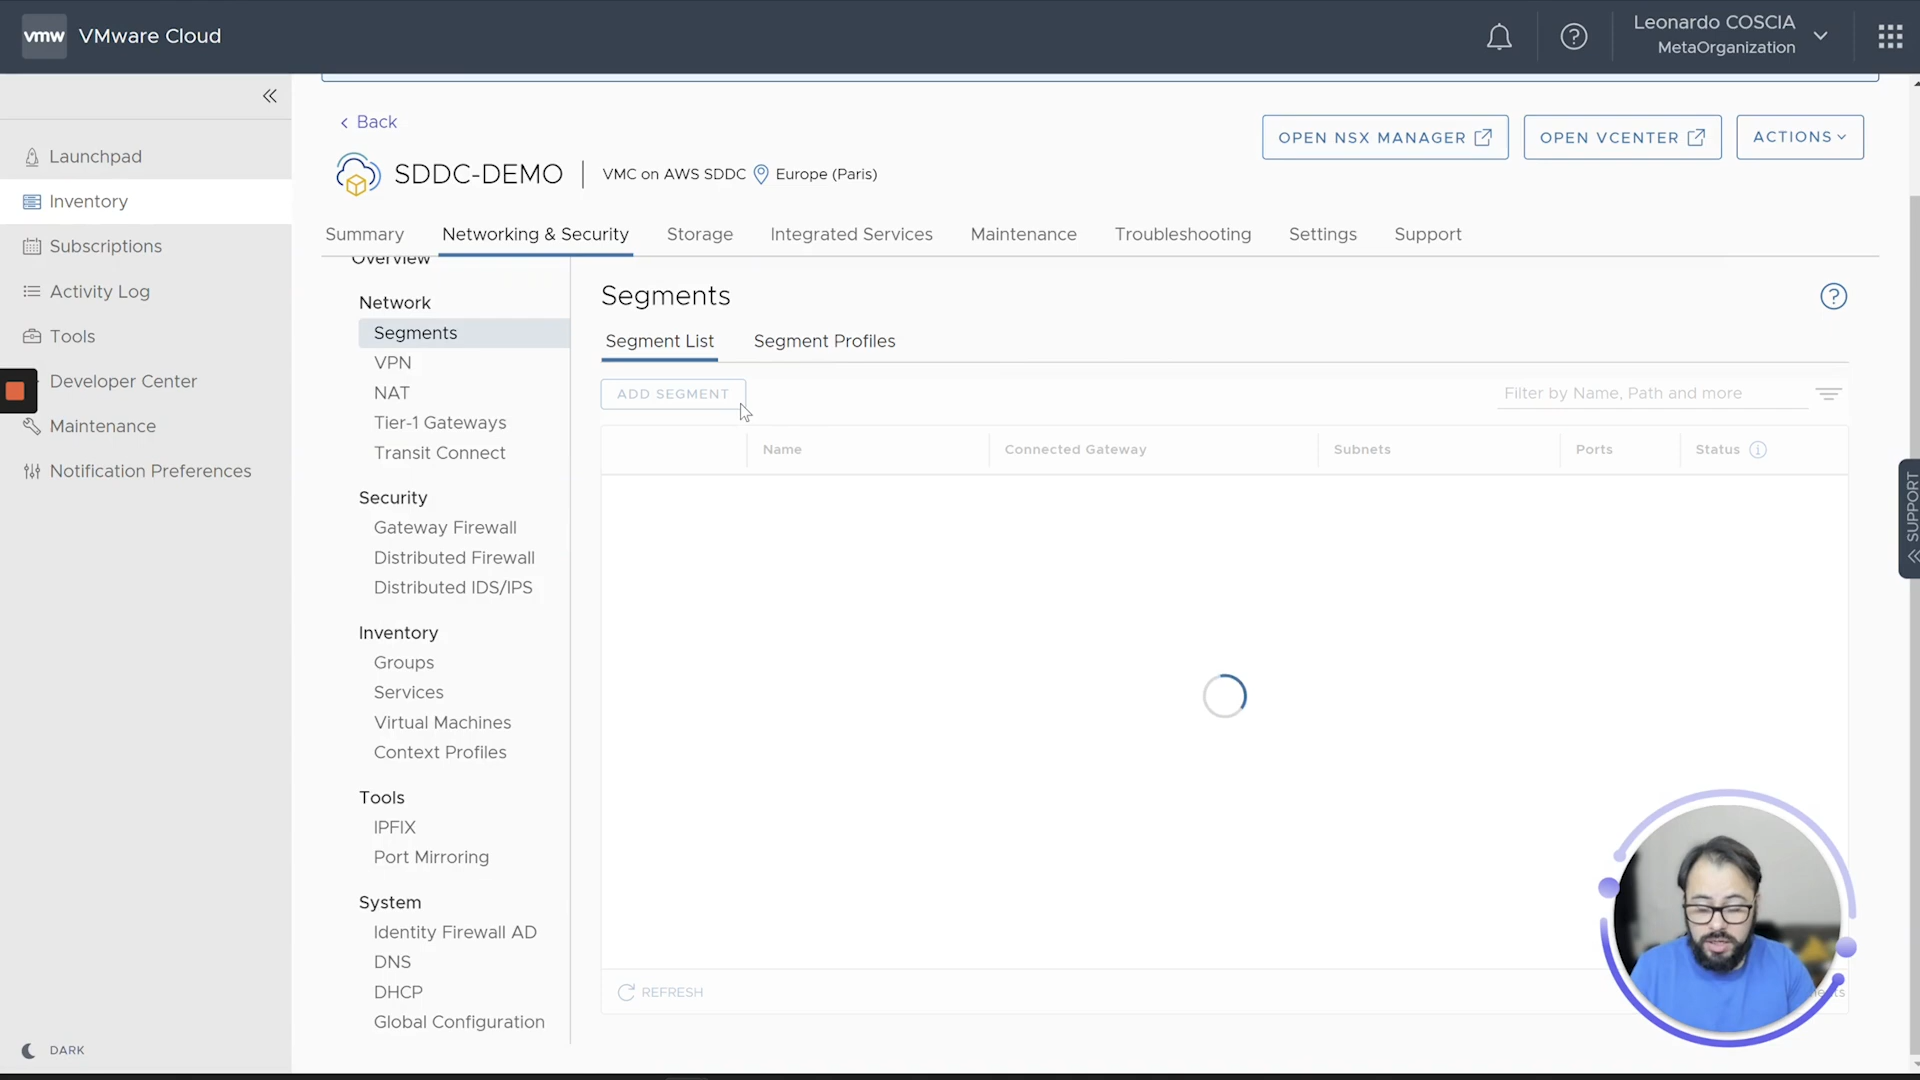 vmw VMware Cloud
Leonardo COSCIA
MetaOrganization
Launchpad
Inventory
Subscriptions
Activity Log
Tools
Developer Center
Maintenance
Notification Preferences
DARK
Back
SDDC-DEMO
VMC on AWS SDDC
Europe (Paris)
OPEN NSX MANAGER
OPEN VCENTER
ACTIONS
Summary
Networking & Security
Storage
Integrated Services
Maintenance
Troubleshooting
Settings
Support
Overview
Network
Segments
VPN
NAT
Tier-1 Gateways
Transit Connect
Security
Gateway Firewall
Distributed Firewall
Distributed IDS/IPS
Inventory
Groups
Services
Virtual Machines
Context Profiles
Tools
IPFIX
Port Mirroring
System
Identity Firewall AD
DNS
DHCP
Global Configuration
Segments
Segment List
Segment Profiles
ADD SEGMENT
Filter by Name, Path and more
Name
Connected Gateway
Subnets
Ports
Status
REFRESH
SUPPORT